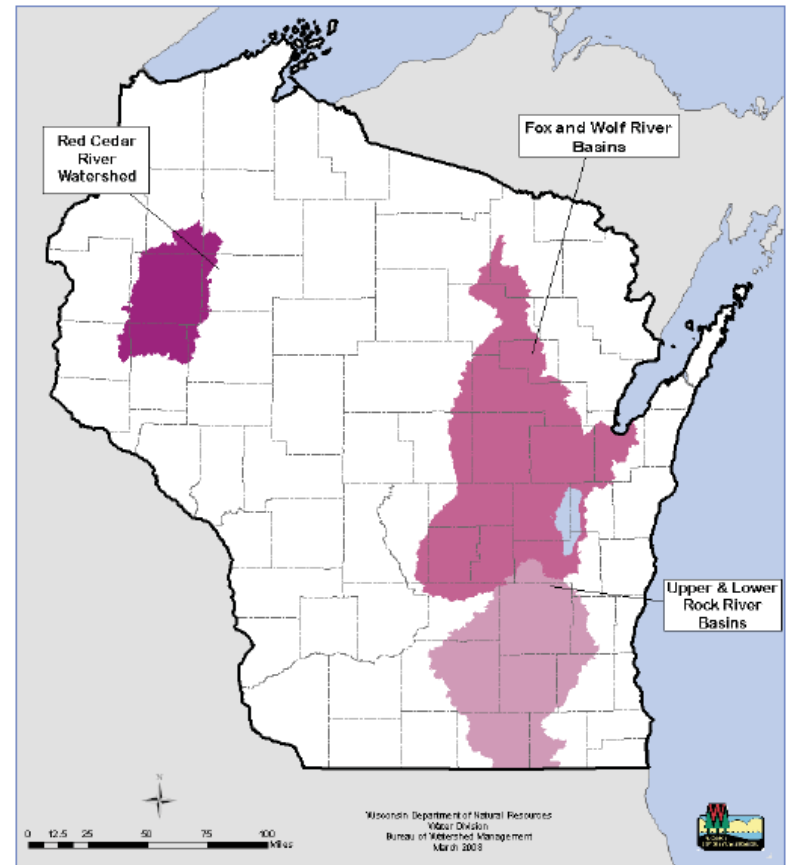 Red Cedar
River
Watershed
Fox and Wolf River
Basins
Upper & Lower
Rock River
Basins
N
0 12.5 25 50 75 100
Miles
Wisconsin Department of Natural Resources
Water Division
Bureau of Watershed Management
March 2008
W